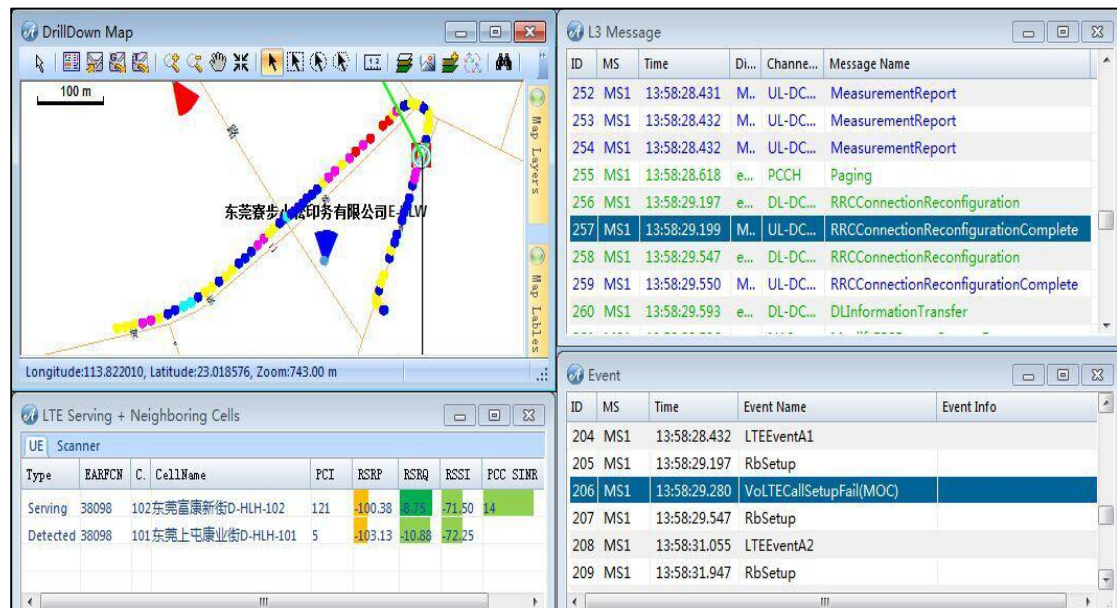 DrillDown Map
100 m
东莞寮步
印务有限公司E-
LW
Map Layers
Map Lables
Longitude:113.822010, Latitude:23.018576, Zoom:743.00 m
LTE Serving + Neighboring Cells
UE Scanner
Type EARFCN C. CellName PCI RSRP RSRQ RSSI PCC SINR
Serving 38098 102 东莞富康新街D-HLH-102 121 -100.38 -8.75 -71.50 14
Detected 38098 101 东莞上屯康业街D-HLH-101 5 -103.13 -10.88 -72.25
L3 Message
ID MS Time Di... Channe... Message Name
252 MS1 13:58:28.431 M.. UL-DC... MeasurementReport
253 MS1 13:58:28.432 M.. UL-DC... MeasurementReport
254 MS1 13:58:28.432 M.. UL-DC... MeasurementReport
255 MS1 13:58:28.618 e... PCCH Paging
256 MS1 13:58:29.197 e... DL-DC... RRCConnectionReconfiguration
257 MS1 13:58:29.199 M.. UL-DC... RRCConnectionReconfigurationComplete
258 MS1 13:58:29.547 e... DL-DC... RRCConnectionReconfiguration
259 MS1 13:58:29.550 M.. UL-DC... RRCConnectionReconfigurationComplete
260 MS1 13:58:29.593 e... DL-DC... DLInformationTransfer
Event
ID MS Time Event Name Event Info
204 MS1 13:58:28.432 LTEEventA1
205 MS1 13:58:29.197 RbSetup
206 MS1 13:58:29.280 VoLTECallSetupFail(MOC)
207 MS1 13:58:29.547 RbSetup
208 MS1 13:58:31.055 LTEEventA2
209 MS1 13:58:31.947 RbSetup